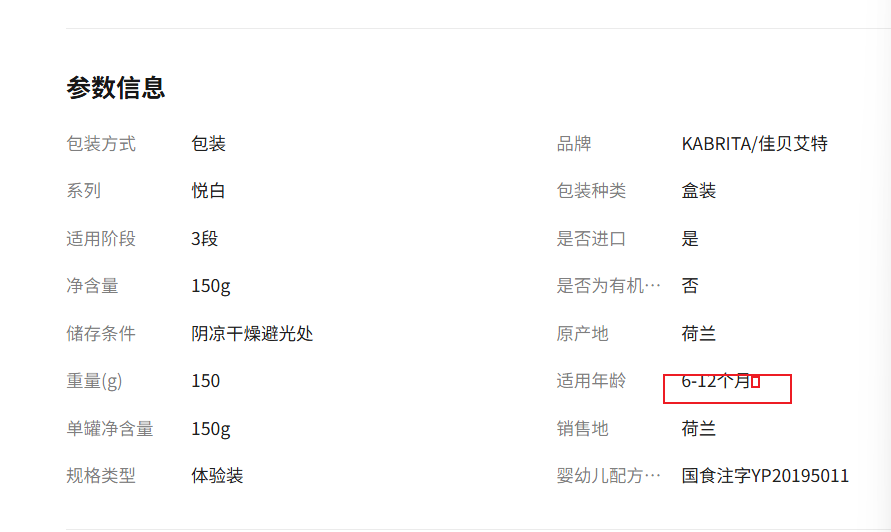 参数信息
包装方式 包装 品牌 KABRITA/佳贝艾特
系列 悦白 包装种类 盒装
适用阶段 3段 是否进口 是
净含量 150g 是否为有机… 否
储存条件 阴凉干燥避光处 原产地 荷兰
重量(g) 150 适用年龄 6-12个月
单罐净含量 150g 销售地 荷兰
规格类型 体验装 婴幼儿配方… 国食注字YP20195011